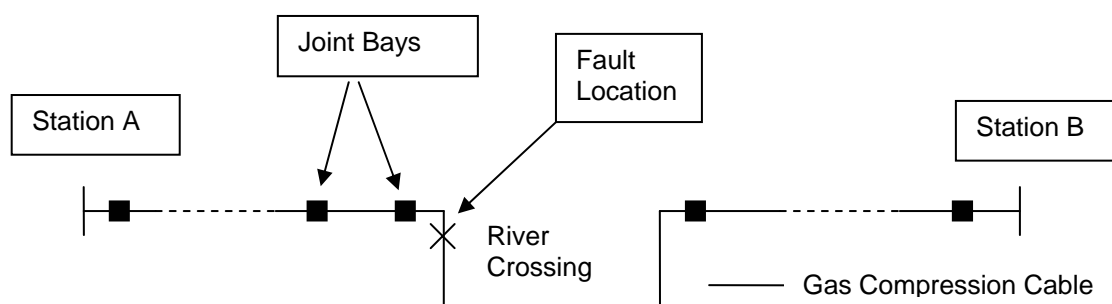 Joint Bays
Fault
Location
Station A
Station B
River
Crossing
Gas Compression Cable